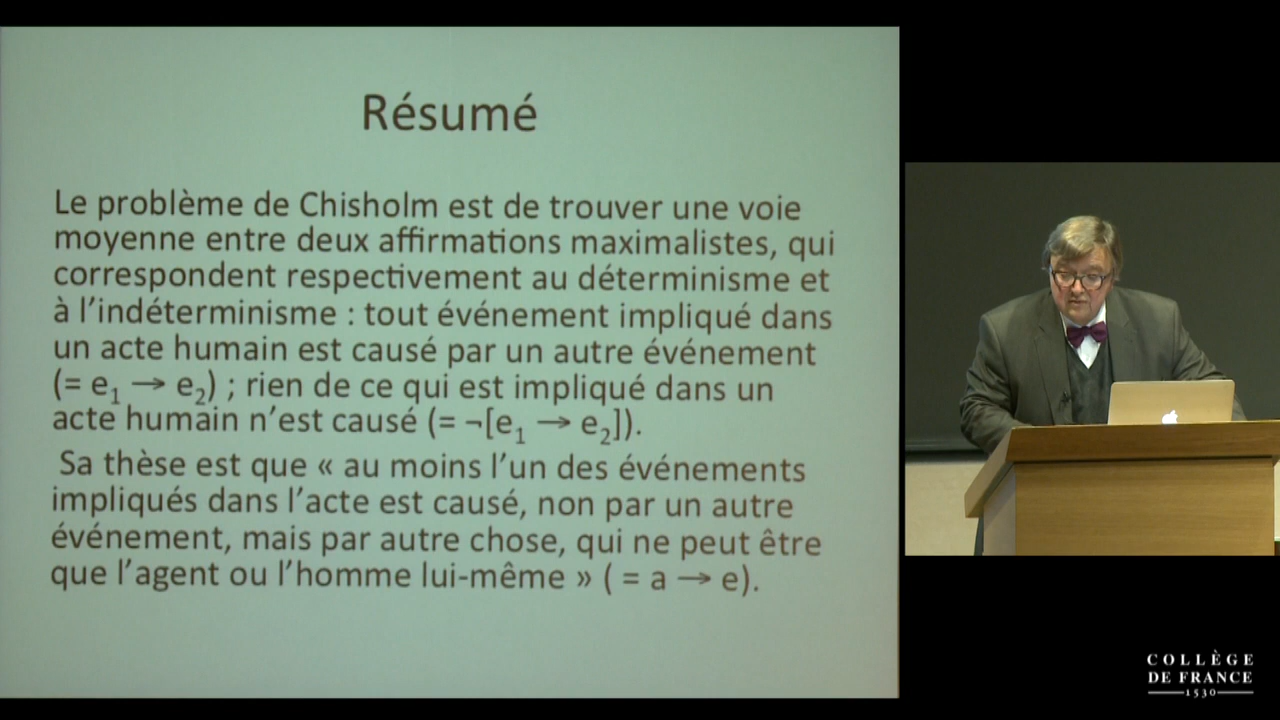 Résumé
Le problème de Chisholm est de trouver une voie
moyenne entre deux affirmations maximalistes, qui
correspondent respectivement au déterminisme et
à l’indéterminisme : tout événement impliqué dans
un acte humain est causé par un autre événement
(= e₁ → e₂) ; rien de ce qui est impliqué dans un
acte humain n’est causé (= ¬[e₁ → e₂]).
Sa thèse est que « au moins l’un des événements
impliqués dans l’acte est causé, non par un autre
événement, mais par autre chose, qui ne peut être
que l’agent ou l’homme lui-même » ( = a → e).
COLLÈGE
DE FRANCE
1530